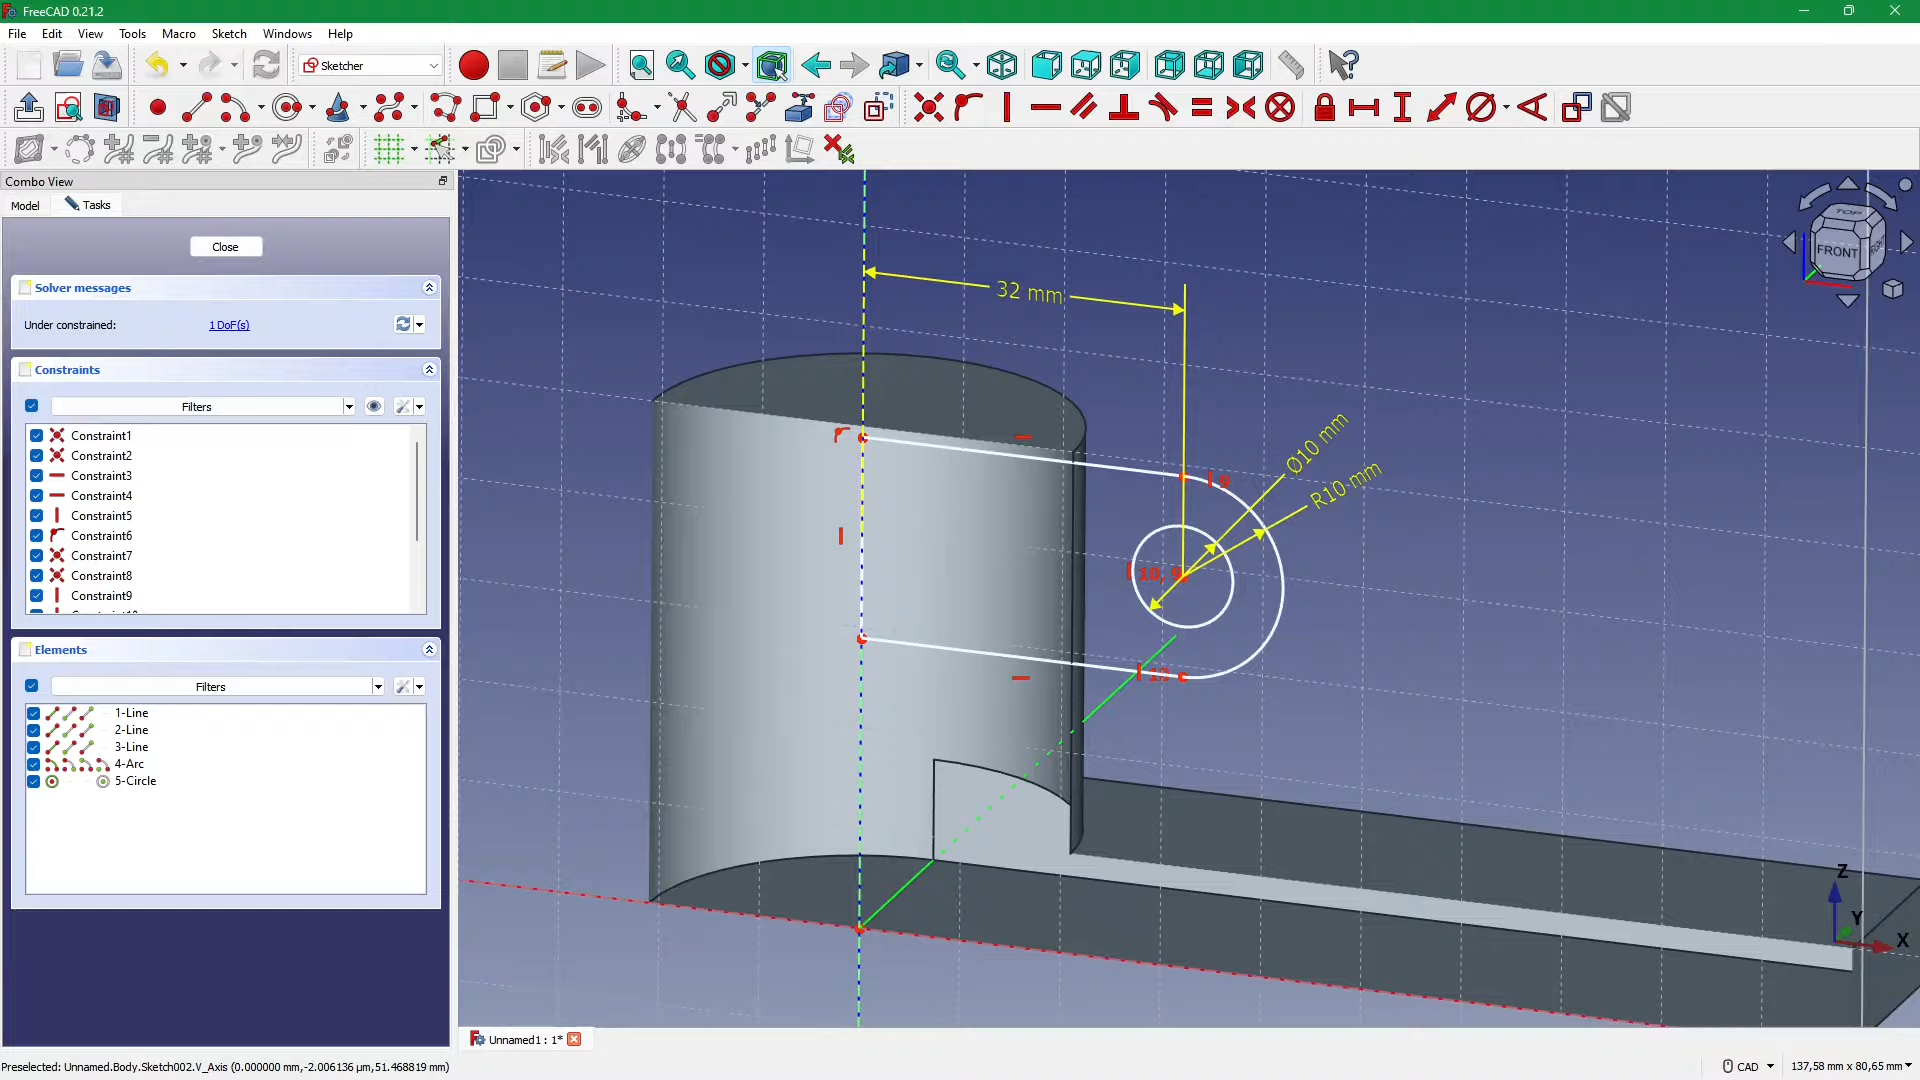 FreeCAD 0.21.2
File Edit View Tools Macro Sketch Windows Help
Sketcher
Combo View
Model Tasks
Close
Solver messages
Under constrained: 1 DoF(s)
Constraints
Filters
Constraint1
Constraint2
Constraint3
Constraint4
Constraint5
Constraint6
Constraint7
Constraint8
Constraint9
Elements
Filters
1-Line
2-Line
3-Line
4-Arc
5-Circle
32 mm
Ø10 mm
R10 mm
TOP
FRONT
RIGHT
Z
Y
X
Unnamed1 : 1*
Preselected: Unnamed.Body.Sketch002.V_Axis (0.000000 mm,-2.006136 µm,51.468819 mm)
CAD
137,58 mm x 80,65 mm